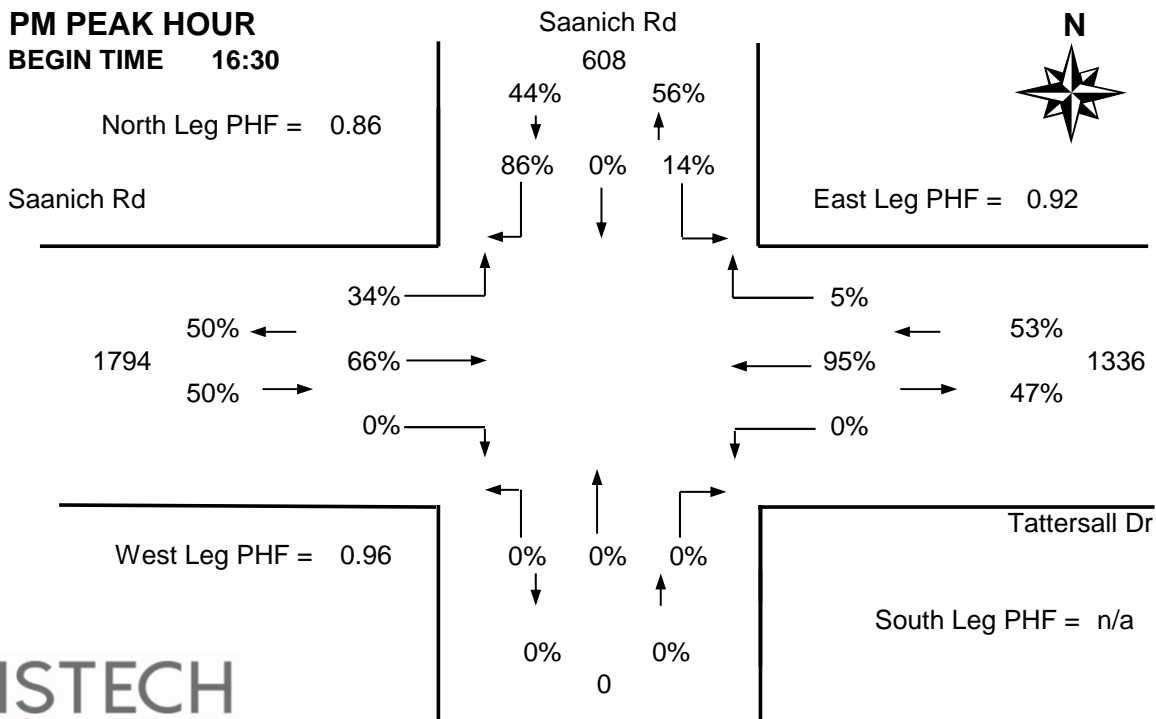 PM PEAK HOUR
BEGIN TIME 16:30
Saanich Rd
608
N
44% 56%
North Leg PHF = 0.86
86% 0% 14%
Saanich Rd
East Leg PHF = 0.92
34% 5%
50% 53%
1794 66% 95% 1336
50% 47%
0% 0%
Tattersall Dr
West Leg PHF = 0.96
0% 0% 0%
South Leg PHF = n/a
0% 0%
0
ISTECH